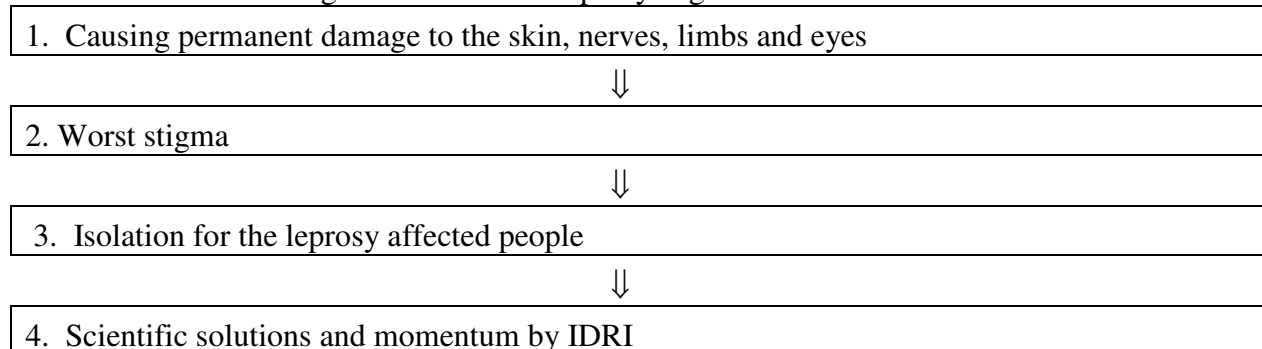 1. Causing permanent damage to the skin, nerves, limbs and eyes
⇓
2. Worst stigma
⇓
3. Isolation for the leprosy affected people
⇓
4. Scientific solutions and momentum by IDRI